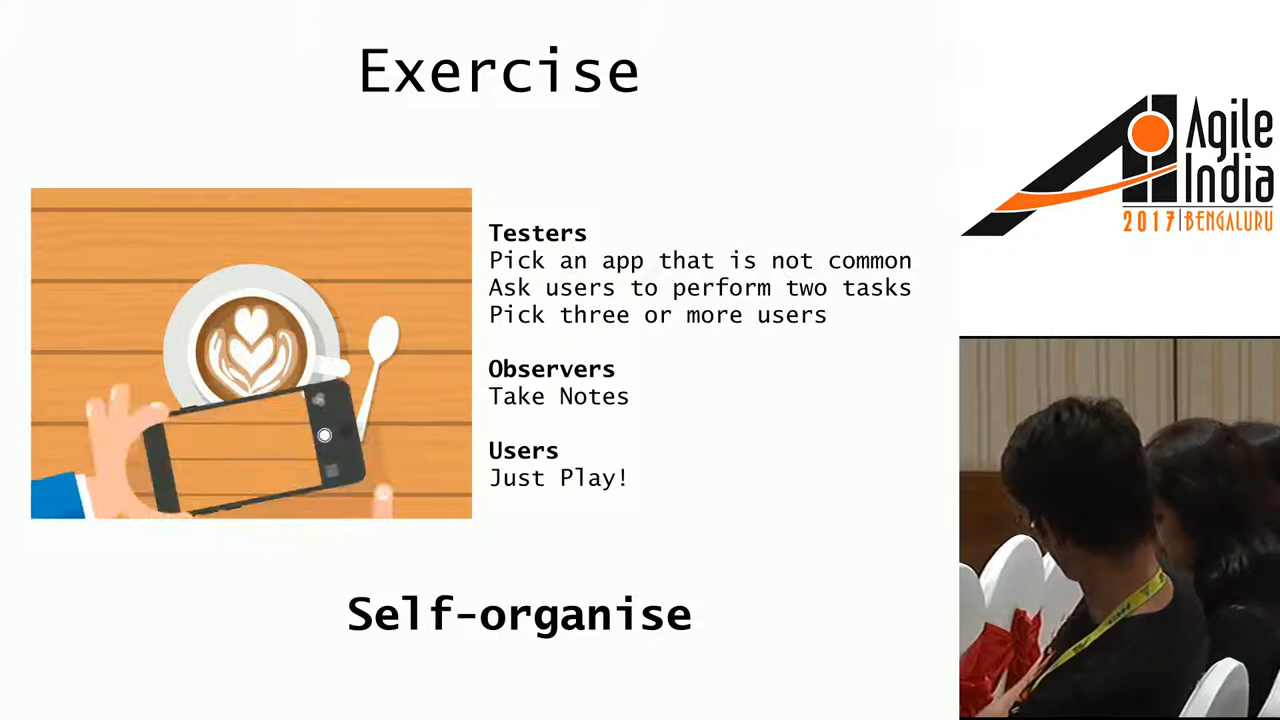 Exercise
Testers
Pick an app that is not common
Ask users to perform two tasks
Pick three or more users
Observers
Take Notes
Users
Just Play!
Self-organise
Agile
India
2017 | BENGALURU